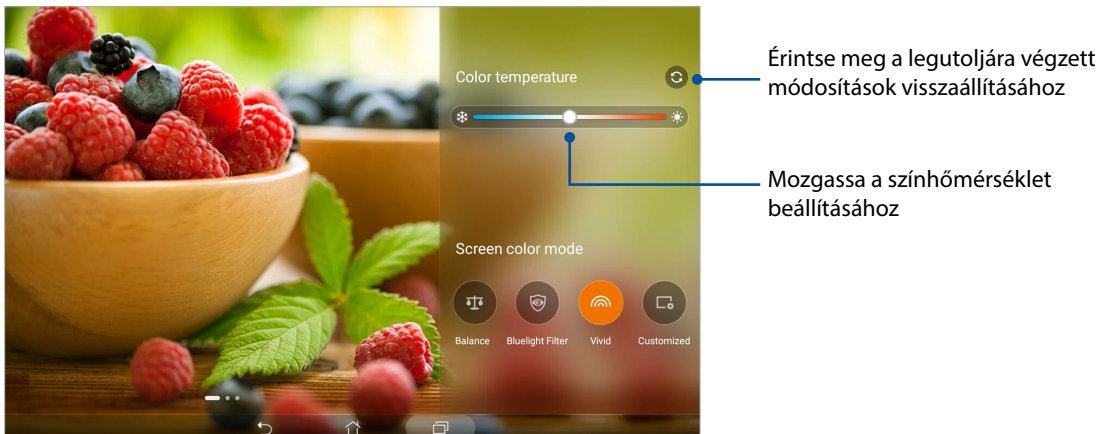 Color temperature
Érintse meg a legutoljára végzett
módosítások visszaállításához
Mozgassa a színhőmérséklet
beállításához
Screen color mode
Balance Bluelight Filter Vivid Customized